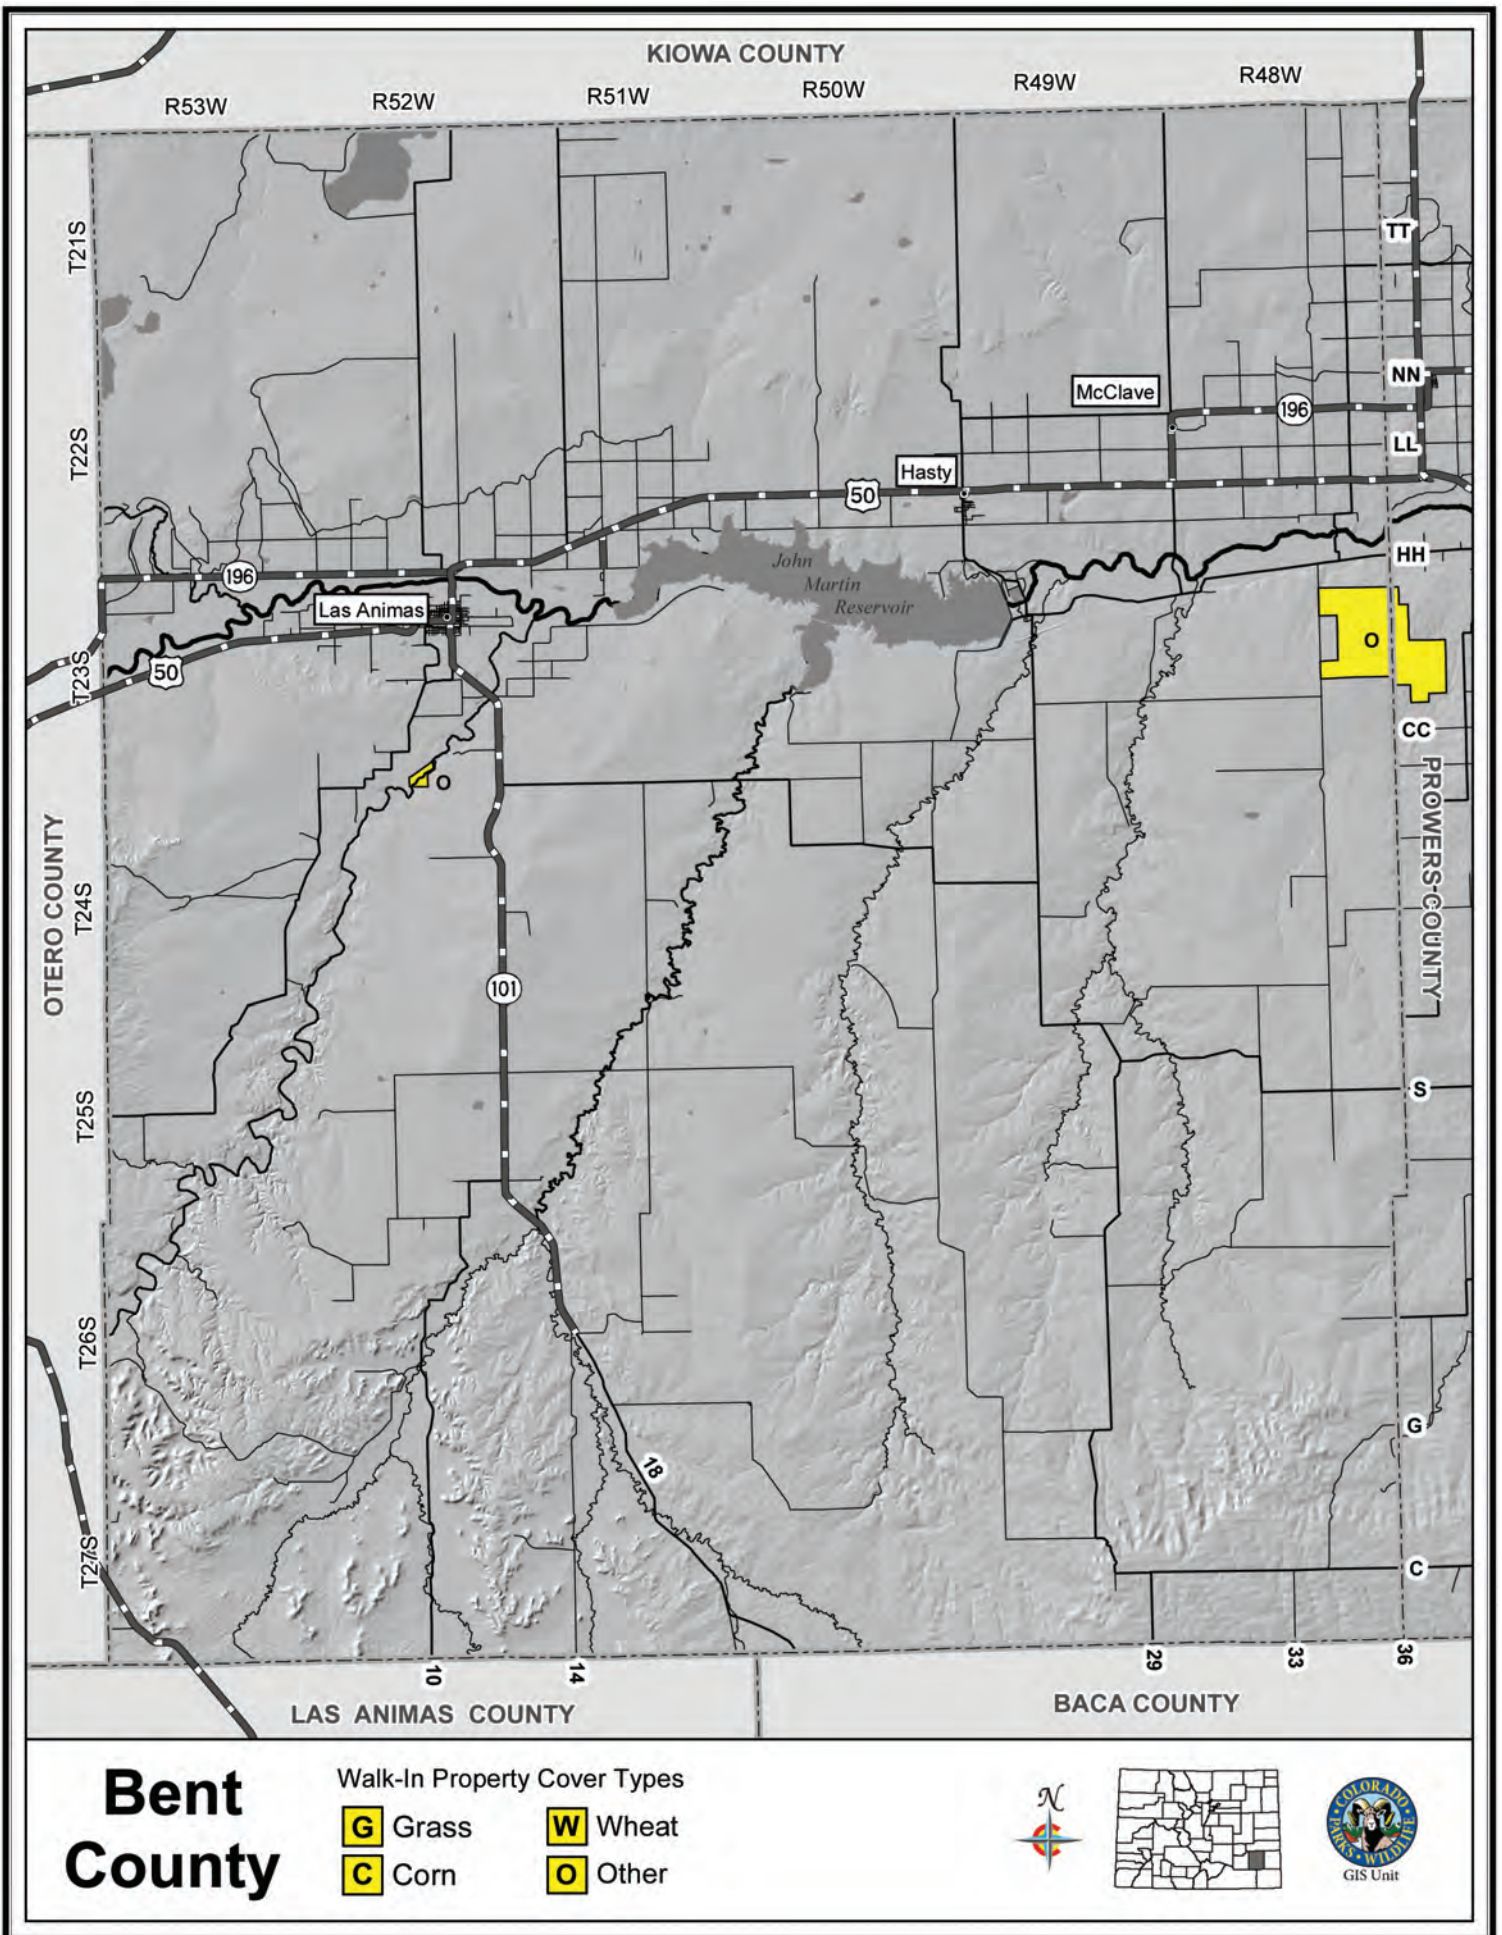 KIOWA COUNTY
R53W
R52W
R51W
R50W
R49W
R48W
T21S
TT
NN
McClave
196
T22S
LL
Hasty
50
HH
John
Martin
Reservoir
196
Las Animas
O
T23S
50
CC
O
PROWERS COUNTY
OTERO COUNTY
T24S
101
T25S
S
T26S
G
18
T27S
C
10
14
29
33
36
LAS ANIMAS COUNTY
BACA COUNTY
Bent
County
Walk-In Property Cover Types
G Grass
W Wheat
C Corn
O Other
N
C
COLORADO
PARKS • WILDLIFE
GIS Unit